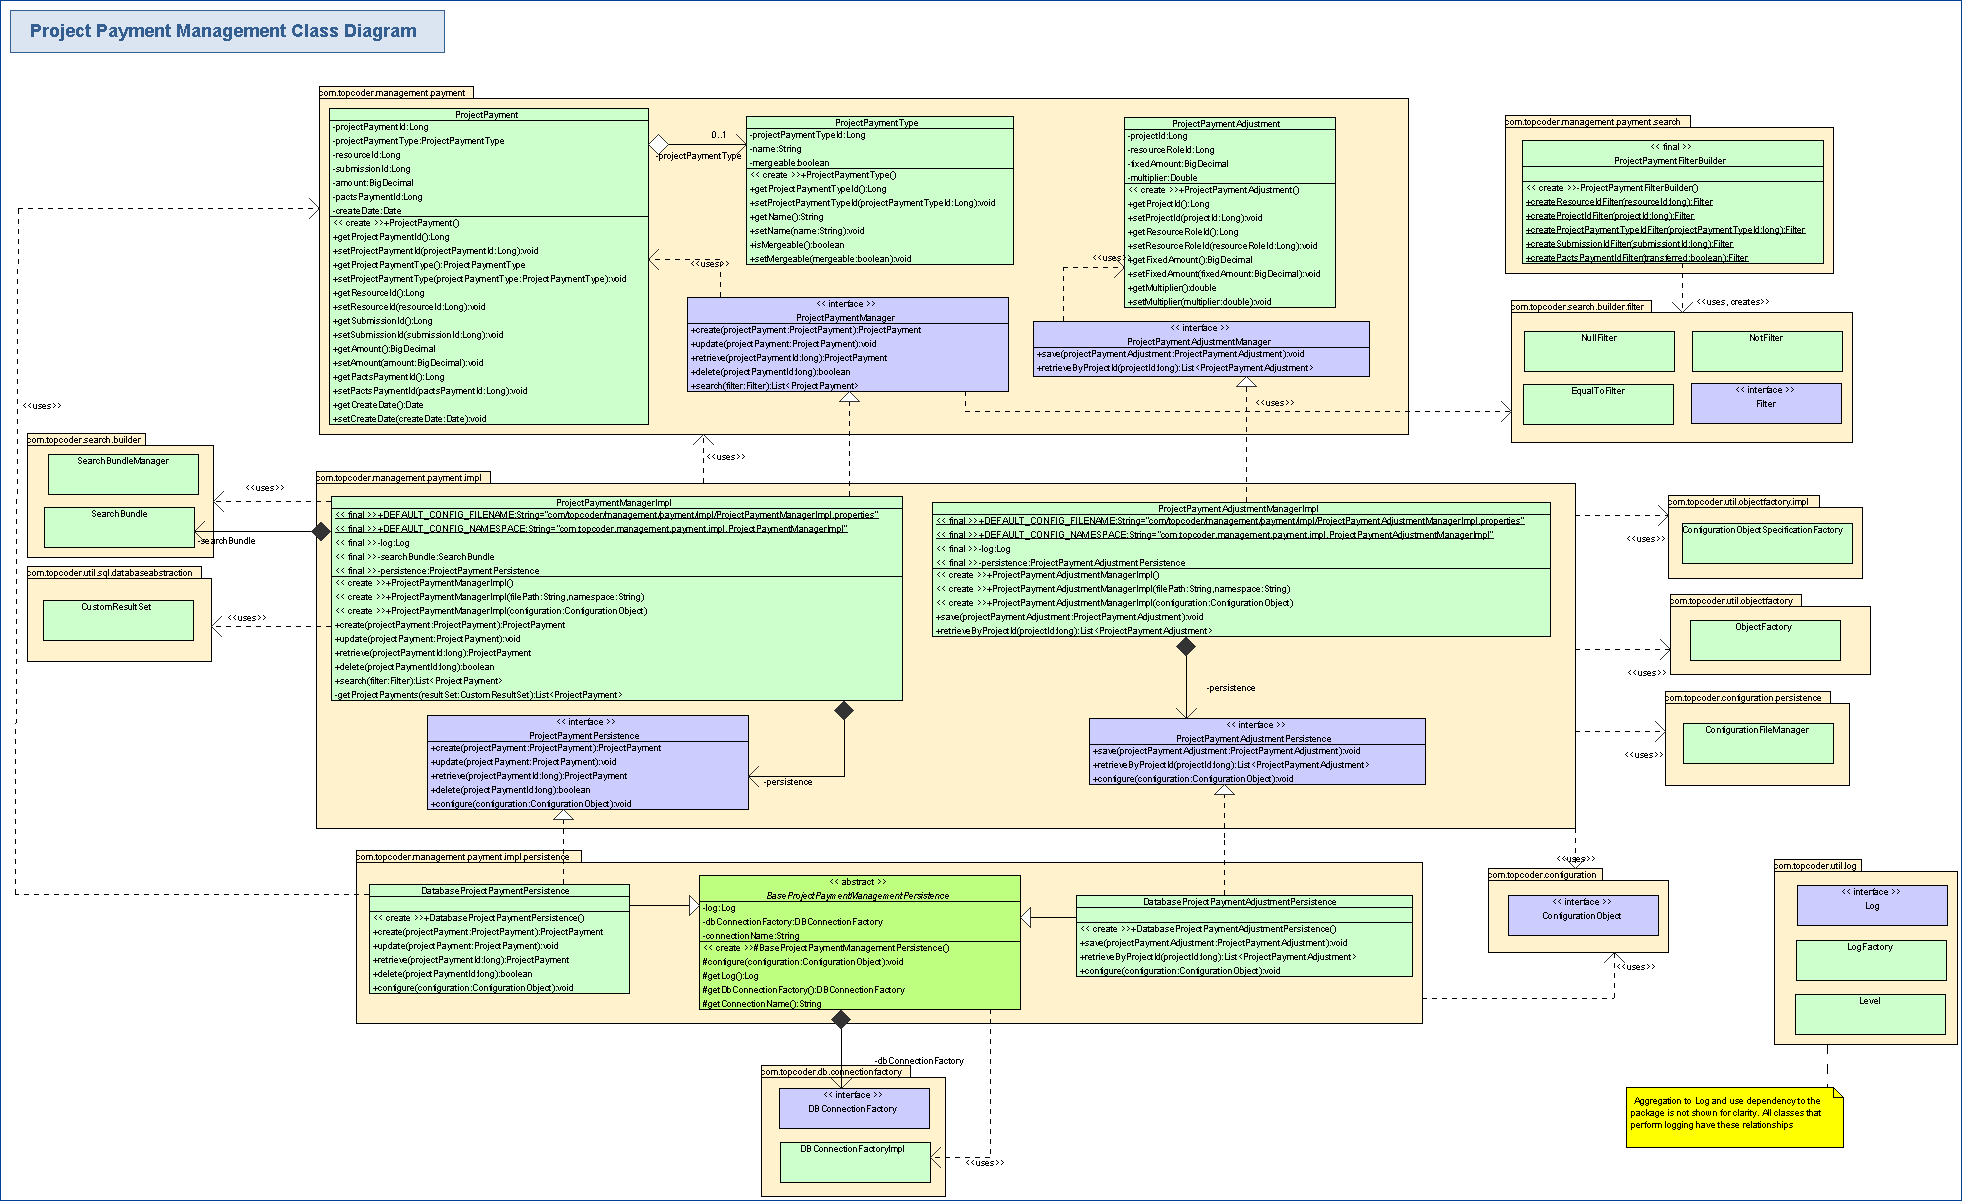 Project Payment Management Class Diagram
com.topcoder.management.payment
ProjectPayment
-projectPaymentId:Long
-projectPaymentType:ProjectPaymentType
-resourceId:Long
-submissionId:Long
-amount:BigDecimal
-pactsPaymentId:Long
-createDate:Date
<< create >>+ProjectPayment()
+getProjectPaymentId():Long
+setProjectPaymentId(projectPaymentId:Long):void
+getProjectPaymentType():ProjectPaymentType
+setProjectPaymentType(projectPaymentType:ProjectPaymentType):void
+getResourceId():Long
+setResourceId(resourceId:Long):void
+getSubmissionId():Long
+setSubmissionId(submissionId:Long):void
+getAmount():BigDecimal
+setAmount(amount:BigDecimal):void
+getPactsPaymentId():Long
+setPactsPaymentId(pactsPaymentId:Long):void
+getCreateDate():Date
+setCreateDate(createDate:Date):void
0..1
-projectPaymentType
ProjectPaymentType
-projectPaymentTypeId:Long
-name:String
-mergeable:boolean
<< create >>+ProjectPaymentType()
+getProjectPaymentTypeId():Long
+setProjectPaymentTypeId(projectPaymentTypeId:Long):void
+getName():String
+setName(name:String):void
+isMergeable():boolean
+setMergeable(mergeable:boolean):void
<<uses>>
<< interface >>
ProjectPaymentManager
+create(projectPayment:ProjectPayment):ProjectPayment
+update(projectPayment:ProjectPayment):void
+retrieve(projectPaymentId:long):ProjectPayment
+delete(projectPaymentId:long):boolean
+search(filter:Filter):List<ProjectPayment>
ProjectPaymentAdjustment
-projectId:Long
-resourceRoleId:Long
-fixedAmount:BigDecimal
-multiplier:Double
<< create >>+ProjectPaymentAdjustment()
+getProjectId():Long
+setProjectId(projectId:Long):void
+getResourceRoleId():Long
+setResourceRoleId(resourceRoleId:Long):void
+getFixedAmount():BigDecimal
+setFixedAmount(fixedAmount:BigDecimal):void
+getMultiplier():double
+setMultiplier(multiplier:double):void
<<uses>>
<< interface >>
ProjectPaymentAdjustmentManager
+save(projectPaymentAdjustment:ProjectPaymentAdjustment):void
+retrieveByProjectId(projectId:long):List<ProjectPaymentAdjustment>
<<uses>>
com.topcoder.management.payment.search
<< final >>
ProjectPaymentFilterBuilder
<< create >>-ProjectPaymentFilterBuilder()
+createResourceIdFilter(resourceId:long):Filter
+createProjectIdFilter(projectId:long):Filter
+createProjectPaymentTypeIdFilter(projectPaymentTypeId:long):Filter
+createSubmissionIdFilter(submissionId:long):Filter
+createPactsPaymentIdFilter(transferred:boolean):Filter
<<uses, creates>>
com.topcoder.search.builder.filter
NullFilter
NotFilter
EqualToFilter
<< interface >>
Filter
<<uses>>
<<uses>>
com.topcoder.search.builder
SearchBundleManager
SearchBundle
<<uses>>
-searchBundle
com.topcoder.util.sql.databaseabstraction
CustomResultSet
<<uses>>
com.topcoder.management.payment.impl
ProjectPaymentManagerImpl
<< final >>+DEFAULT_CONFIG_FILENAME:String="com/topcoder/management/payment/impl/ProjectPaymentManagerImpl.properties"
<< final >>+DEFAULT_CONFIG_NAMESPACE:String="com.topcoder.management.payment.impl.ProjectPaymentManagerImpl"
<< final >>-log:Log
<< final >>-searchBundle:SearchBundle
<< final >>-persistence:ProjectPaymentPersistence
<< create >>+ProjectPaymentManagerImpl()
<< create >>+ProjectPaymentManagerImpl(filePath:String,namespace:String)
<< create >>+ProjectPaymentManagerImpl(configuration:ConfigurationObject)
+create(projectPayment:ProjectPayment):ProjectPayment
+update(projectPayment:ProjectPayment):void
+retrieve(projectPaymentId:long):ProjectPayment
+delete(projectPaymentId:long):boolean
+search(filter:Filter):List<ProjectPayment>
-getProjectPayments(resultSet:CustomResultSet):List<ProjectPayment>
ProjectPaymentAdjustmentManagerImpl
<< final >>+DEFAULT_CONFIG_FILENAME:String="com/topcoder/management/payment/impl/ProjectPaymentAdjustmentManagerImpl.properties"
<< final >>+DEFAULT_CONFIG_NAMESPACE:String="com.topcoder.management.payment.impl.ProjectPaymentAdjustmentManagerImpl"
<< final >>-log:Log
<< final >>-persistence:ProjectPaymentAdjustmentPersistence
<< create >>+ProjectPaymentAdjustmentManagerImpl()
<< create >>+ProjectPaymentAdjustmentManagerImpl(filePath:String,namespace:String)
<< create >>+ProjectPaymentAdjustmentManagerImpl(configuration:ConfigurationObject)
+save(projectPaymentAdjustment:ProjectPaymentAdjustment):void
+retrieveByProjectId(projectId:long):List<ProjectPaymentAdjustment>
<< interface >>
ProjectPaymentPersistence
+create(projectPayment:ProjectPayment):ProjectPayment
+update(projectPayment:ProjectPayment):void
+retrieve(projectPaymentId:long):ProjectPayment
+delete(projectPaymentId:long):boolean
+configure(configuration:ConfigurationObject):void
-persistence
-persistence
<< interface >>
ProjectPaymentAdjustmentPersistence
+save(projectPaymentAdjustment:ProjectPaymentAdjustment):void
+retrieveByProjectId(projectId:long):List<ProjectPaymentAdjustment>
+configure(configuration:ConfigurationObject):void
com.topcoder.util.objectfactory.impl
ConfigurationObjectSpecificationFactory
<<uses>>
com.topcoder.util.objectfactory
ObjectFactory
<<uses>>
com.topcoder.configuration.persistence
ConfigurationFileManager
<<uses>>
com.topcoder.management.payment.impl.persistence
DatabaseProjectPaymentPersistence
<< create >>+DatabaseProjectPaymentPersistence()
+create(projectPayment:ProjectPayment):ProjectPayment
+update(projectPayment:ProjectPayment):void
+retrieve(projectPaymentId:long):ProjectPayment
+delete(projectPaymentId:long):boolean
+configure(configuration:ConfigurationObject):void
<< abstract >>
BaseProjectPaymentManagementPersistence
-log:Log
-dbConnectionFactory:DBConnectionFactory
-connectionName:String
<< create >>#BaseProjectPaymentManagementPersistence()
#configure(configuration:ConfigurationObject):void
#getLog():Log
#getDbConnectionFactory():DBConnectionFactory
#getConnectionName():String
DatabaseProjectPaymentAdjustmentPersistence
<< create >>+DatabaseProjectPaymentAdjustmentPersistence()
+save(projectPaymentAdjustment:ProjectPaymentAdjustment):void
+retrieveByProjectId(projectId:long):List<ProjectPaymentAdjustment>
+configure(configuration:ConfigurationObject):void
<<uses>>
com.topcoder.configuration
<< interface >>
ConfigurationObject
<<uses>>
com.topcoder.util.log
<< interface >>
Log
LogFactory
Level
-dbConnectionFactory
com.topcoder.db.connectionfactory
<< interface >>
DBConnectionFactory
DBConnectionFactoryImpl
<<uses>>
Aggregation to Log and use dependency to the
package is not shown for clarity. All classes that
perform logging have these relationships